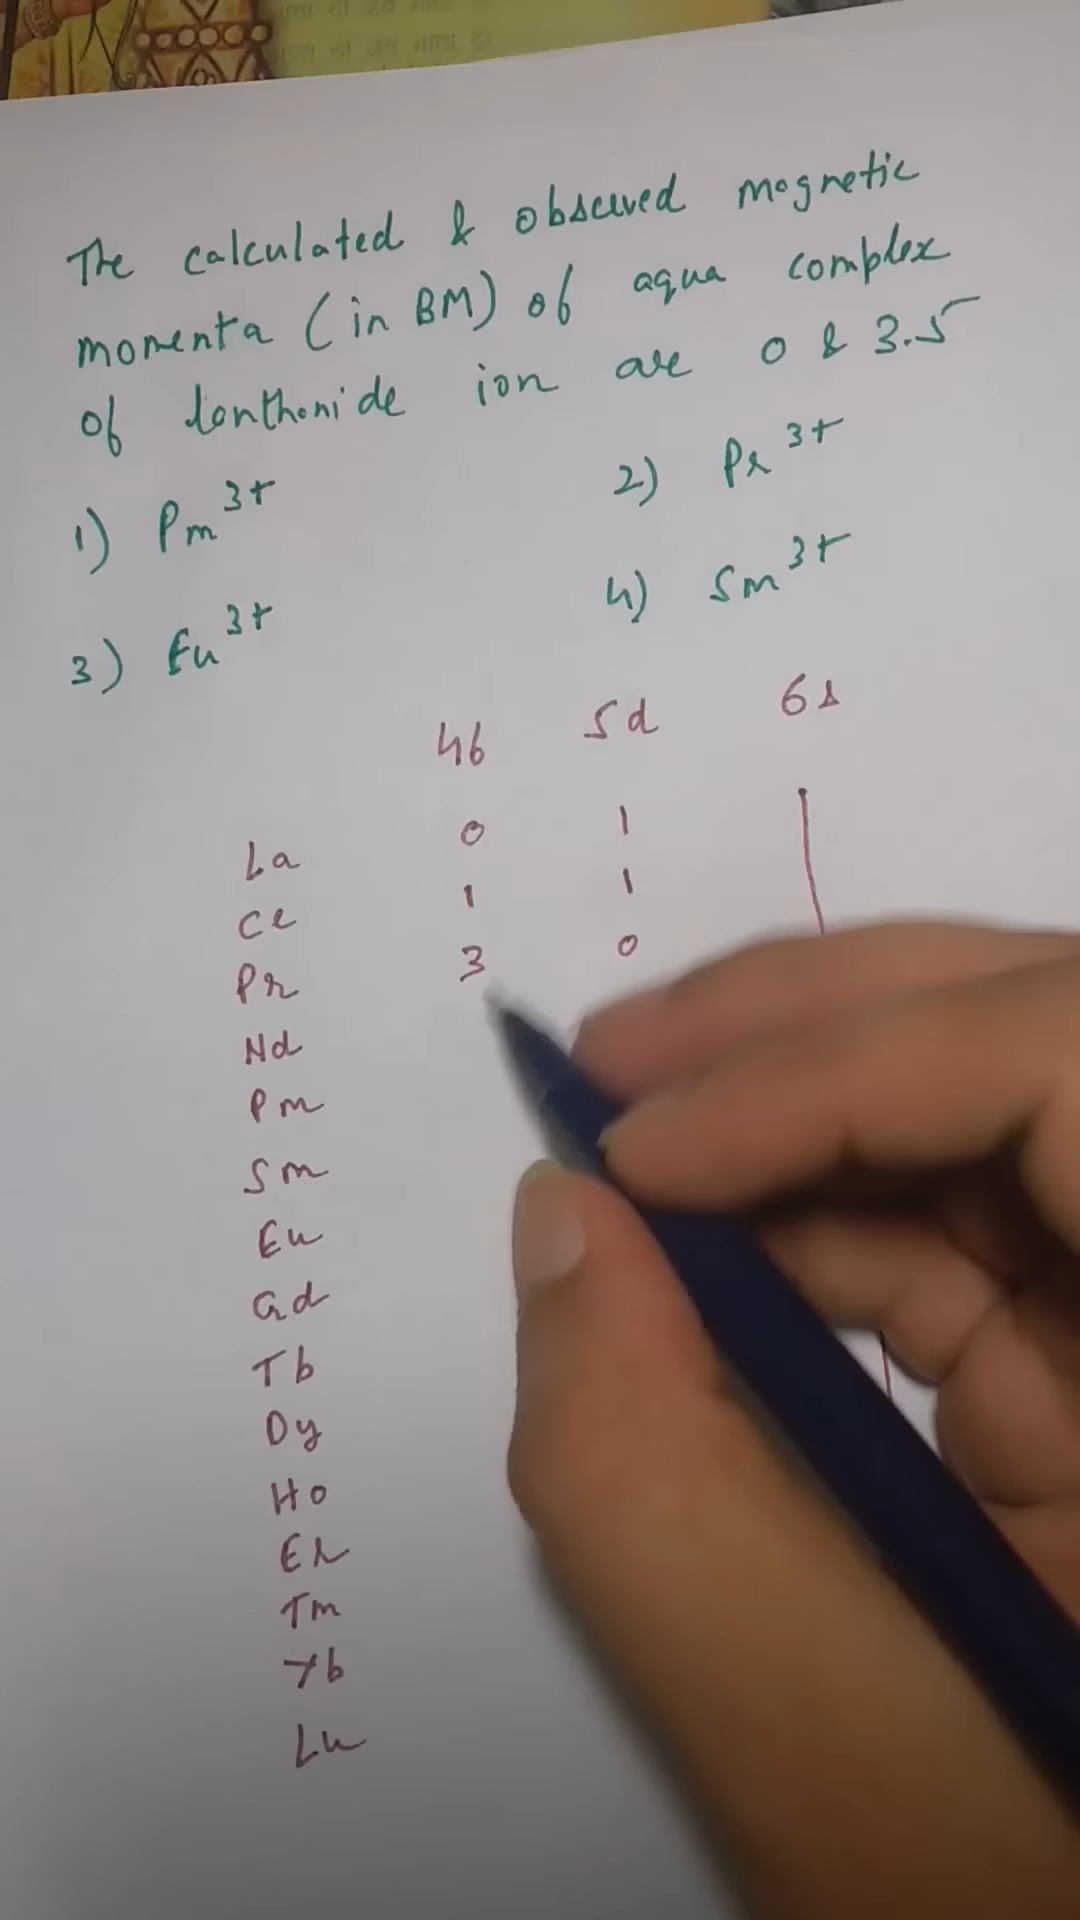 The calculated & observed magnetic
momenta (in BM) of aqua complex
of lanthanide ion are 0 & 3.5
1) Pm³⁺ 2) Pr³⁺
3) Eu³⁺ 4) Sm³⁺
4f 5d 6s
La 0 1
Ce 1 1
Pr 3 0
Nd
Pm
Sm
Eu
Gd
Tb
Dy
Ho
Er
Tm
Yb
Lu